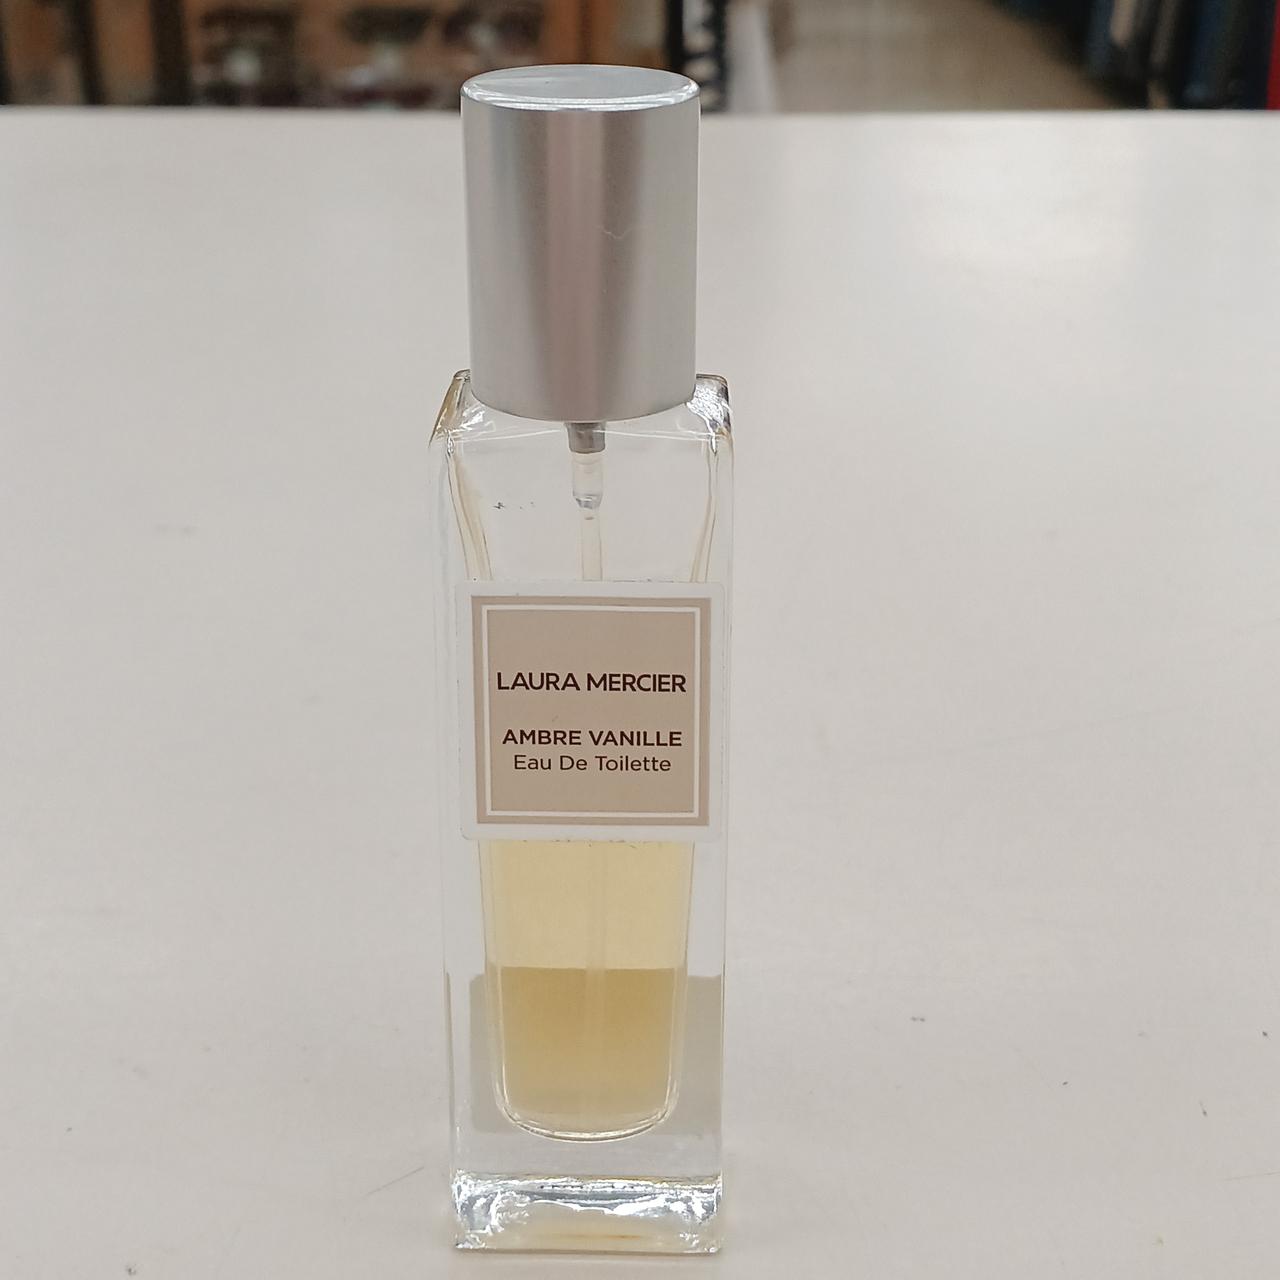 LAURA MERCIER
AMBRE VANILLE
Eau De Toilette